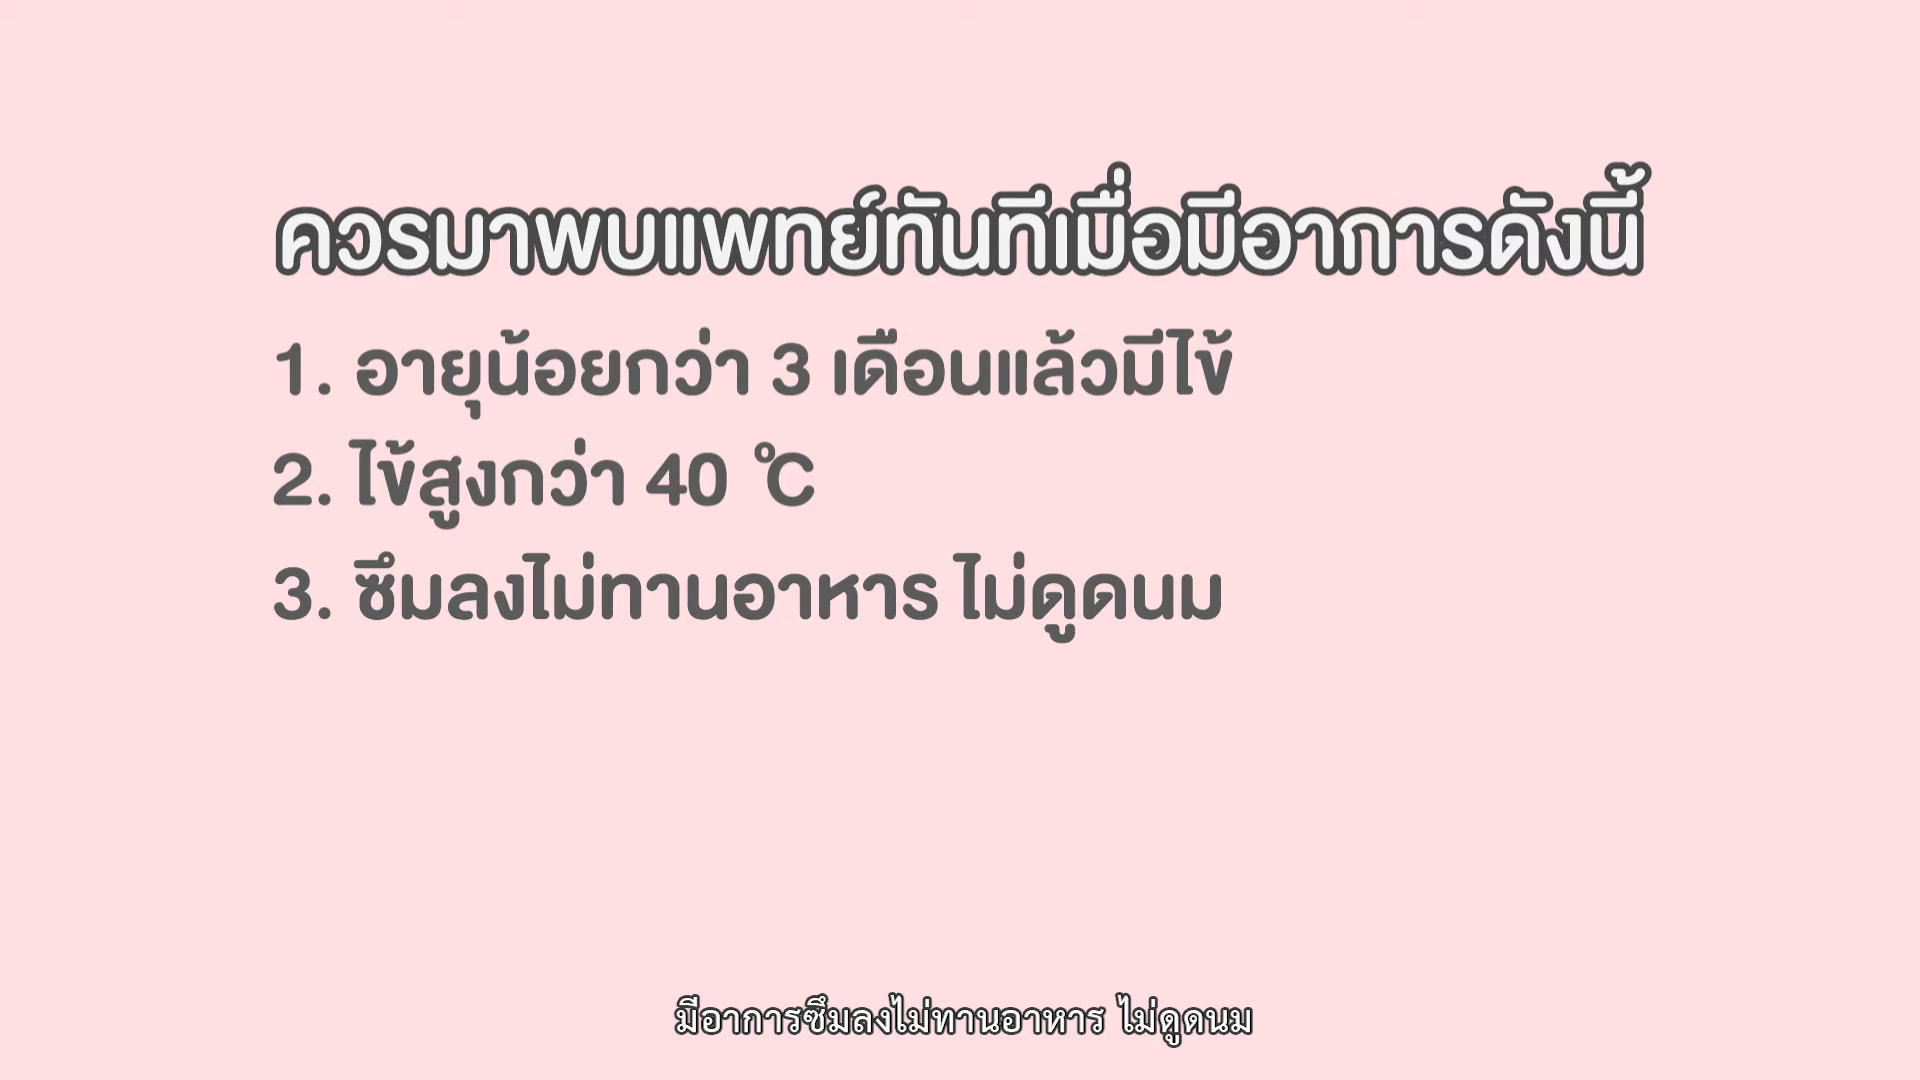 ควรมาพบแพทย์ทันทีเมื่อมีอาการดังนี้
1. อายุน้อยกว่า 3 เดือนแล้วมีไข้
2. ไข้สูงกว่า 40 ℃
3. ซึมลงไม่ทานอาหาร ไม่ดูดนม
มีอาการซึมลงไม่ทานอาหาร ไม่ดูดนม